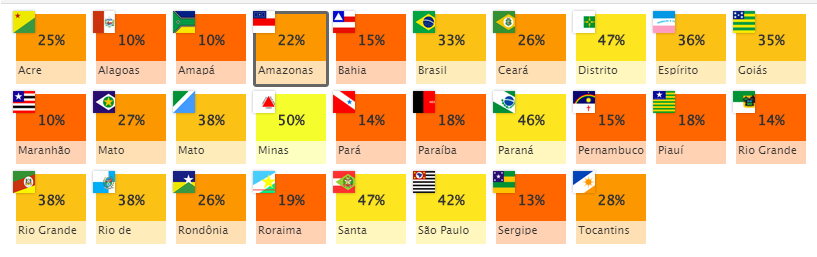 25% 10% 10% 22% 15% 33% 26% 47% 36% 35%
Acre Alagoas Amapá Amazonas Bahia Brasil Ceará Distrito Espírito Goiás
10% 27% 38% 50% 14% 18% 46% 15% 18% 14%
Maranhão Mato Mato Minas Pará Paraíba Paraná Pernambuco Piauí Rio Grande
38% 38% 26% 19% 47% 42% 13% 28%
Rio Grande Rio de Rondônia Roraima Santa São Paulo Sergipe Tocantins